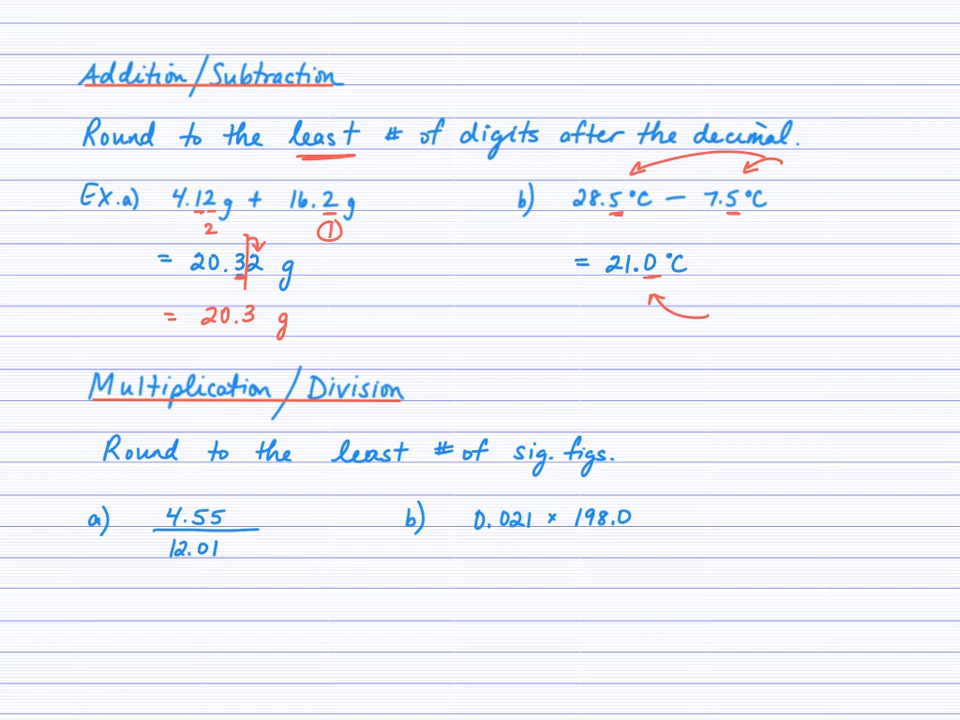 Addition/Subtraction
Round to the least # of digits after the decimal.
Ex. a) 4.12 g + 16.2 g b) 28.5 °C − 7.5 °C
2 1
= 20.32 g = 21.0 °C
= 20.3 g
Multiplication/Division
Round to the least # of sig. figs.
a) 4.55 b) 0.021 × 198.0
12.01